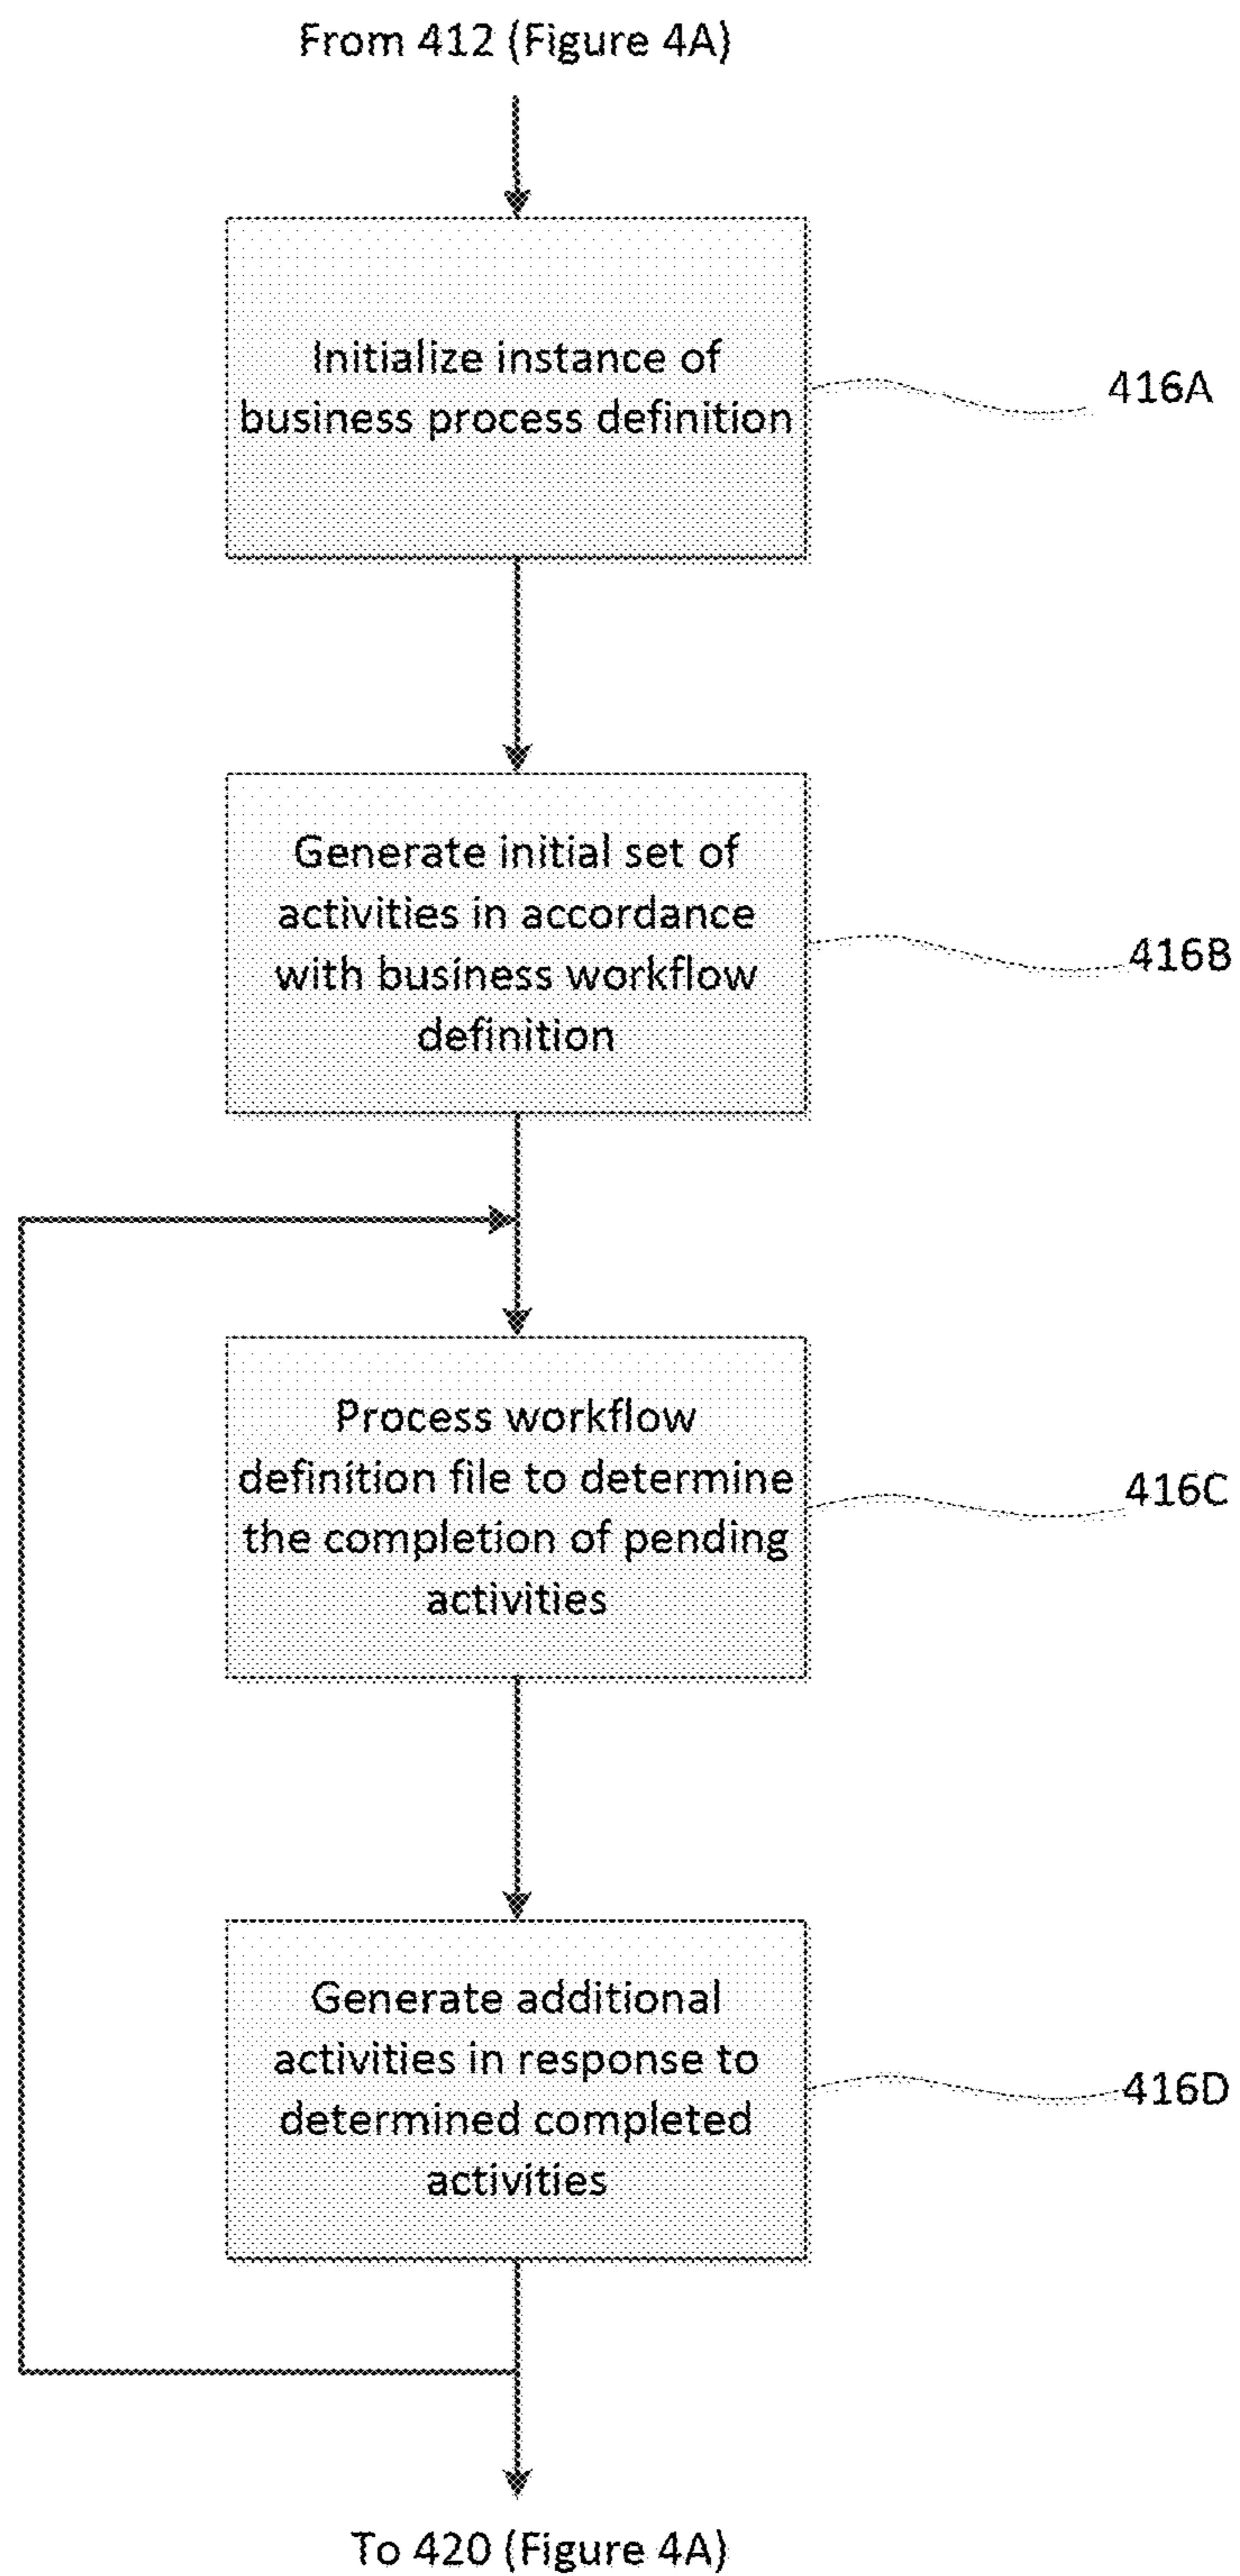 From 412 (Figure 4A)
Initialize instance of
business process definition
416A
Generate initial set of
activities in accordance
with business workflow
definition
416B
Process workflow
definition file to determine
the completion of pending
activities
416C
Generate additional
activities in response to
determined completed
activities
416D
To 420 (Figure 4A)